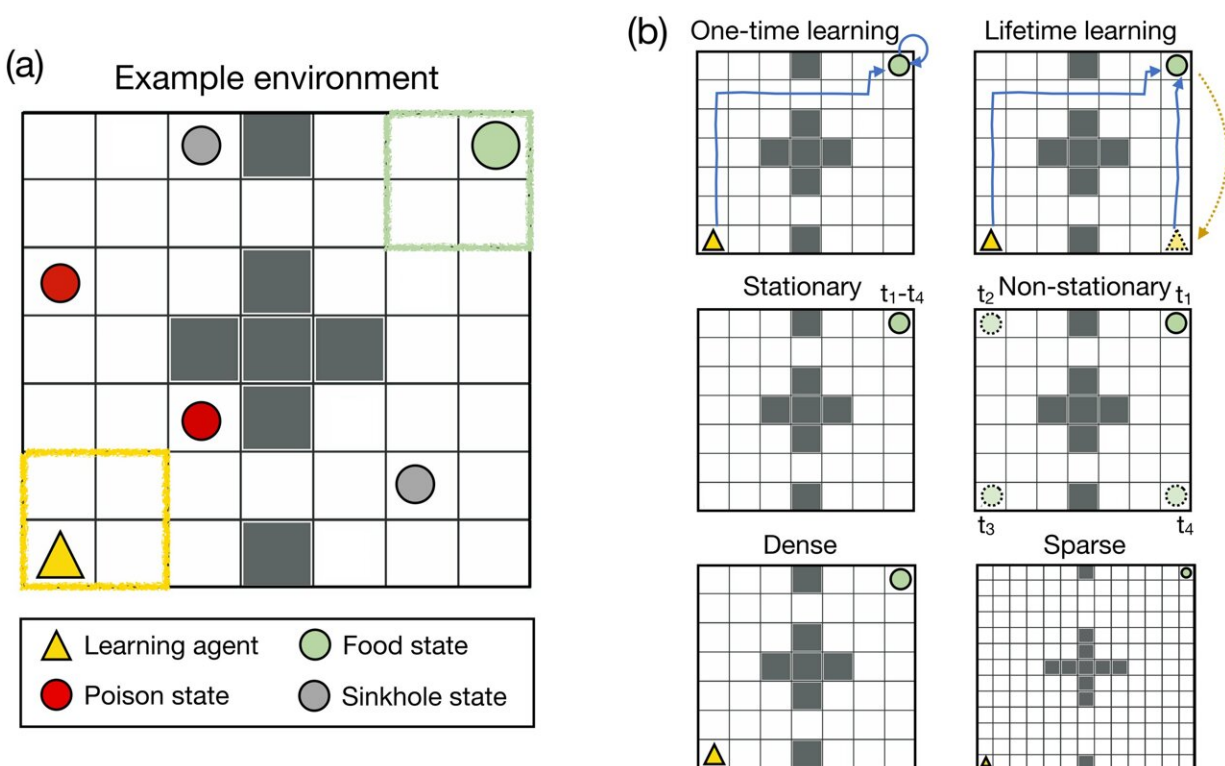 (a)
Example environment
Learning agent
Food state
Poison state
Sinkhole state
(b)
One-time learning
Lifetime learning
Stationary
t₁-t₄
t₂
Non-stationary
t₁
t₃
t₄
Dense
Sparse